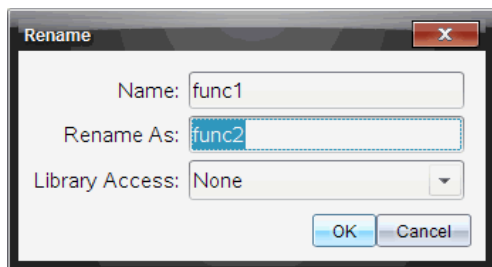 Rename
Name: func1
Rename As: func2
Library Access: None
OK Cancel